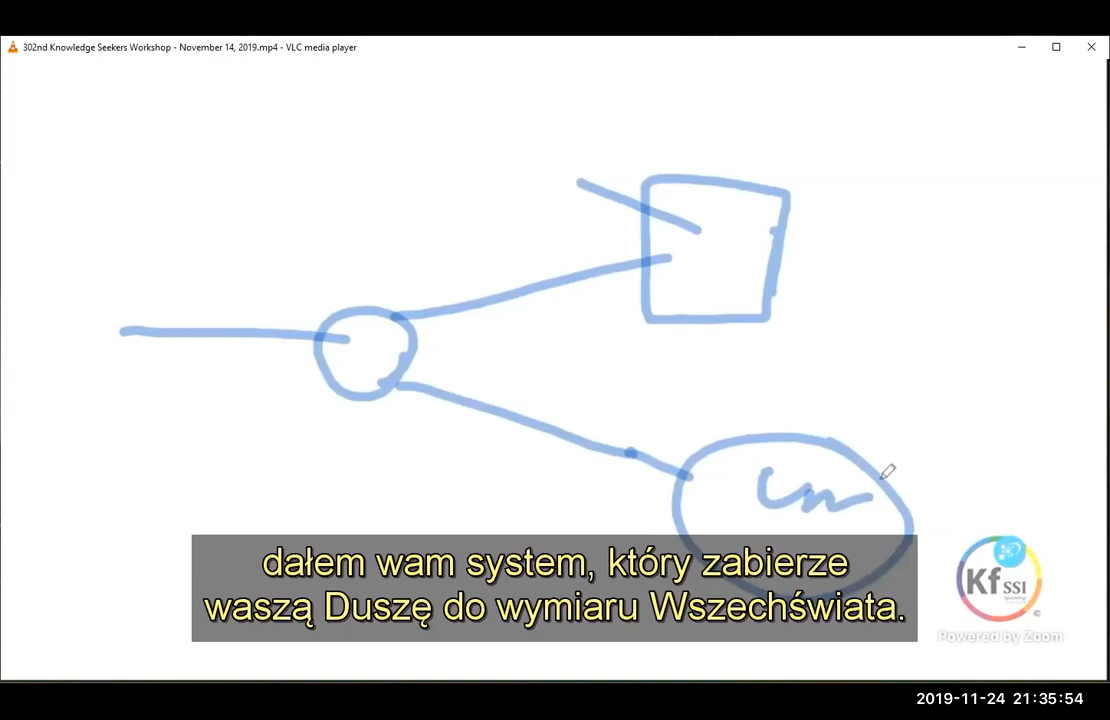 302nd Knowledge Seekers Workshop - November 14, 2019.mp4 - VLC media player
dałem wam system, który zabierze
waszą Duszę do wymiaru Wszechświata.
Kf SSI
Powered by Zoom
2019-11-24 21:35:54